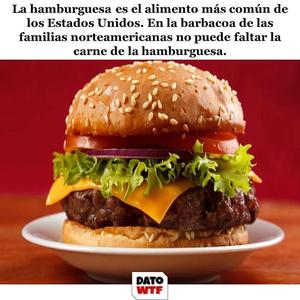 La hamburguesa es el alimento más común de
los Estados Unidos. En la barbacoa de las
familias norteamericanas no puede faltar la
carne de la hamburguesa.
DATO
WTF